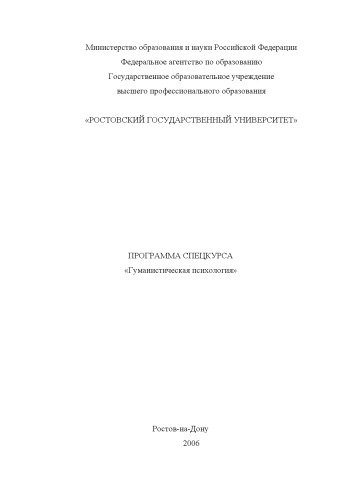 Министерство образования и науки Российской Федерации
Федеральное агентство по образованию
Государственное образовательное учреждение
высшего профессионального образования
«РОСТОВСКИЙ ГОСУДАРСТВЕННЫЙ УНИВЕРСИТЕТ»
ПРОГРАММА СПЕЦКУРСА
«Гуманистическая психология»
Ростов-на-Дону
2006